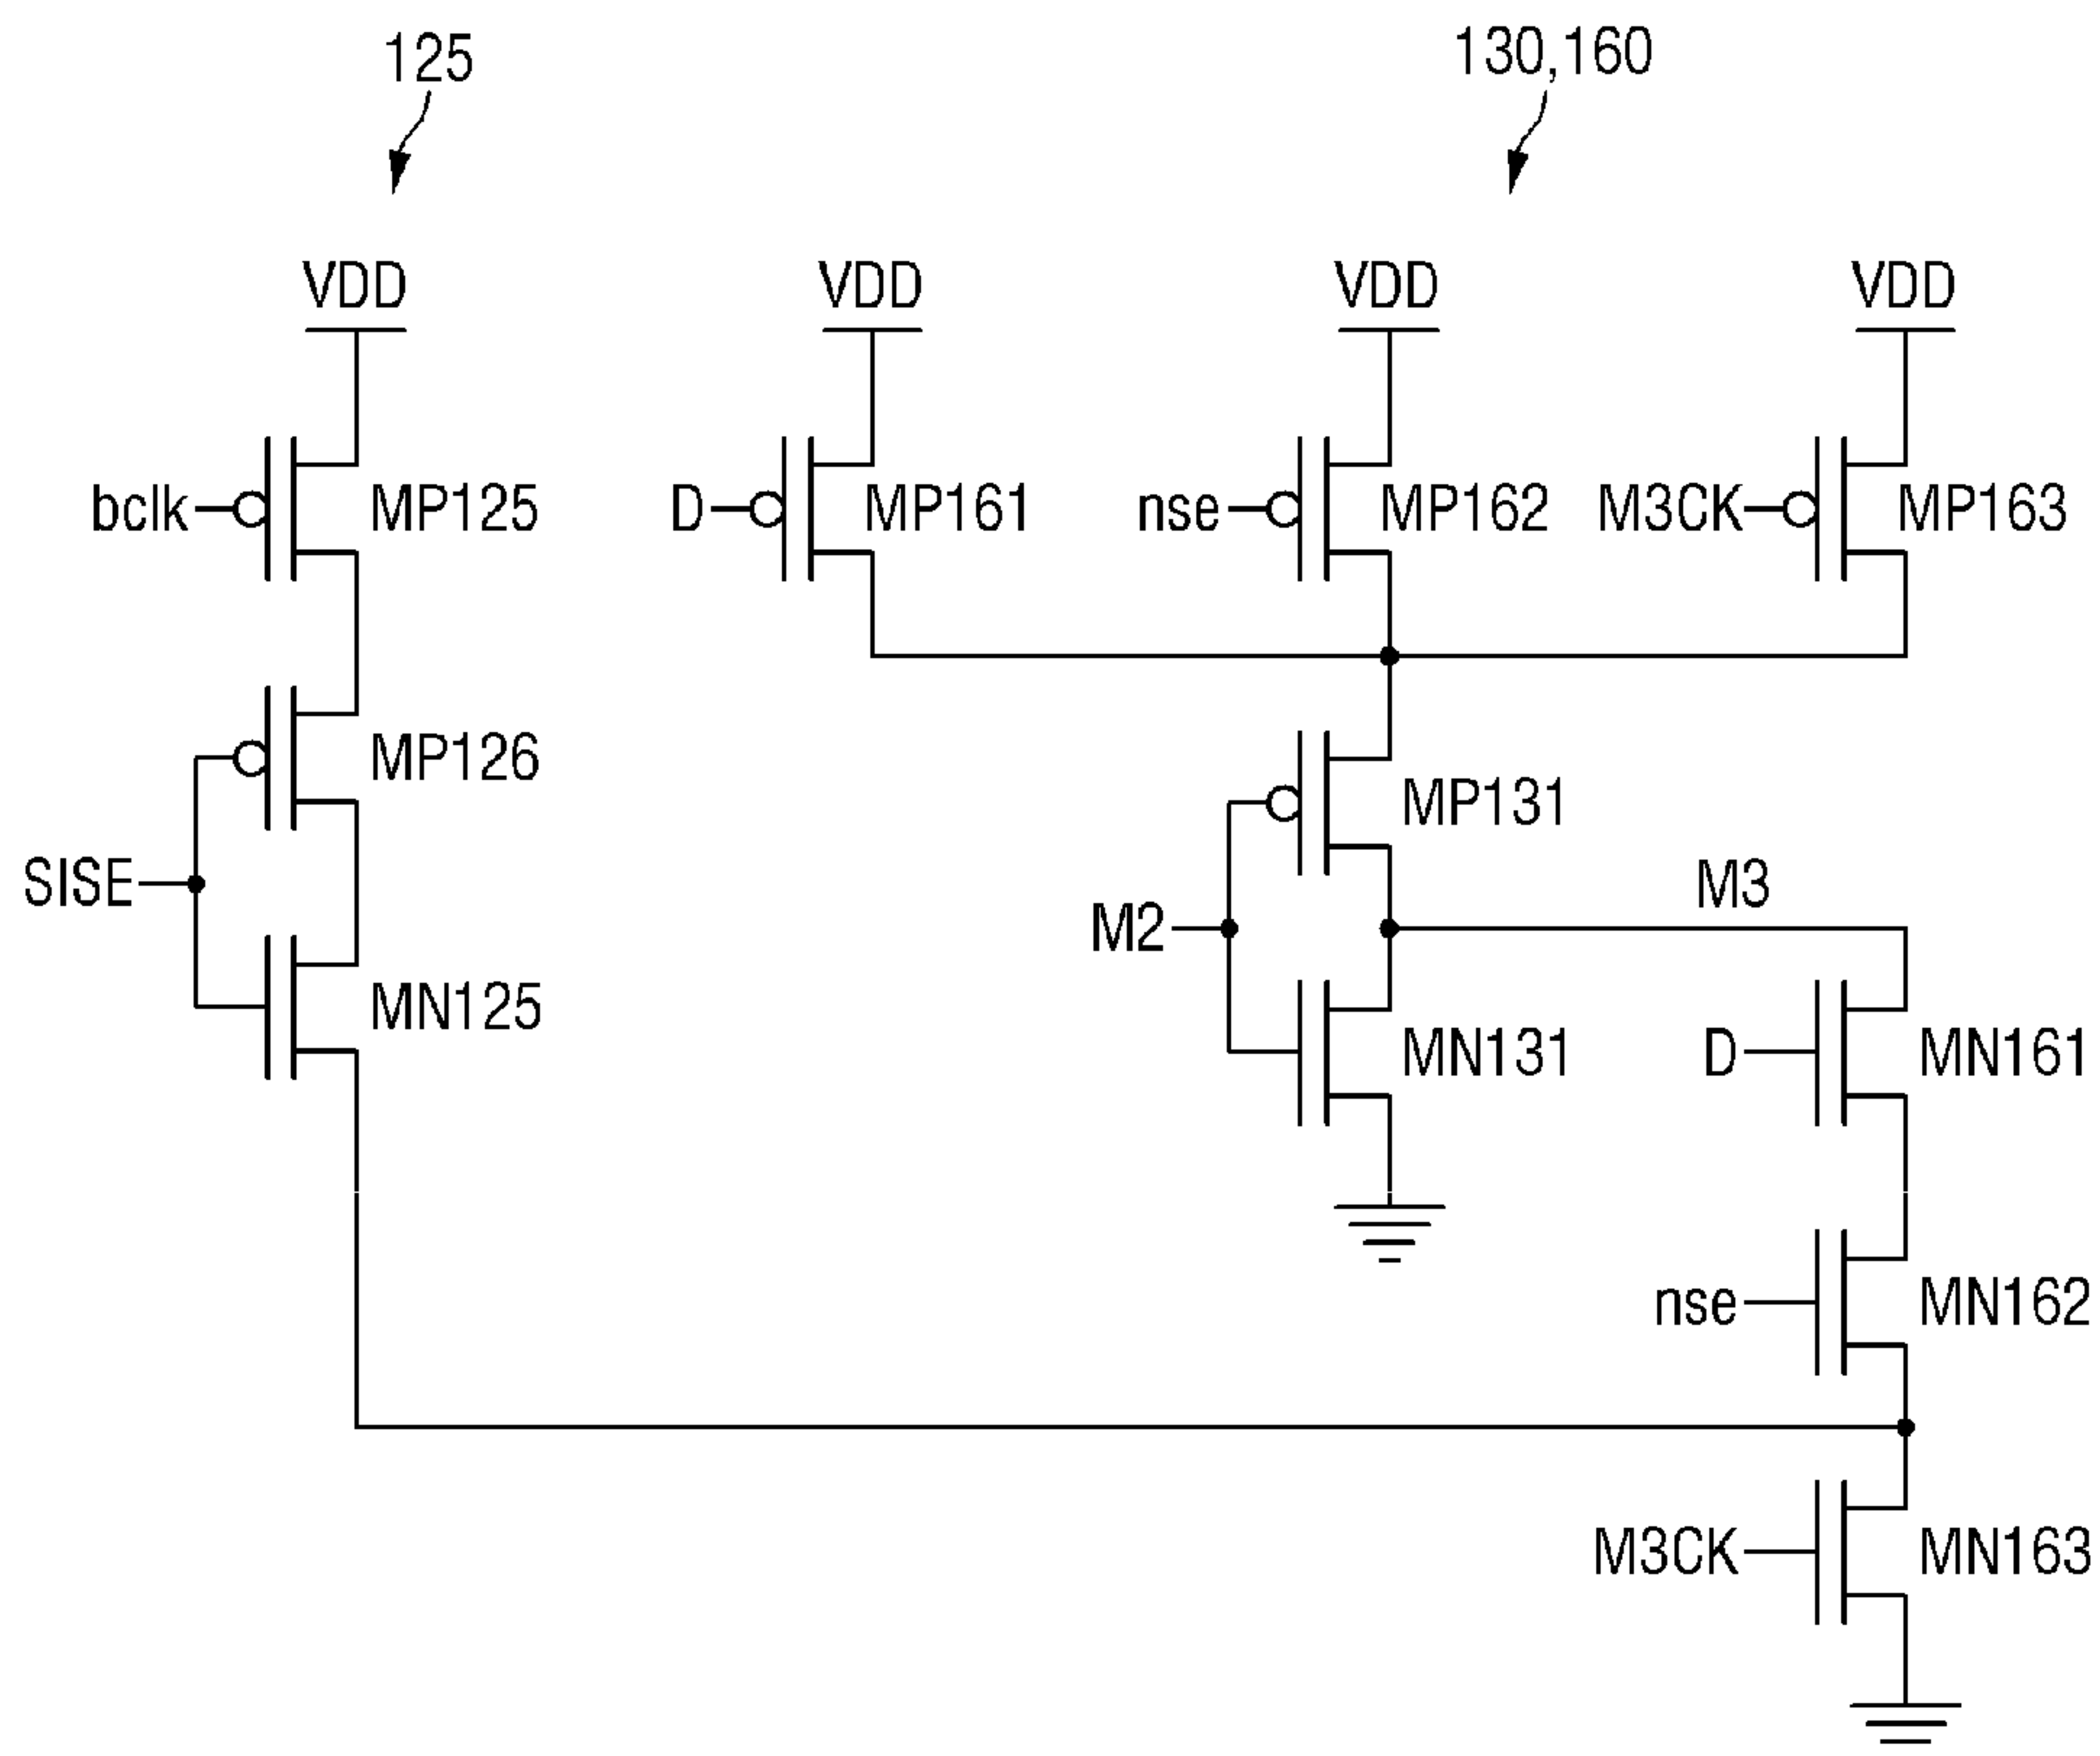 125
130,160
VDD
VDD
VDD
VDD
bclk
MP125
D
MP161
nse
MP162
M3CK
MP163
MP126
MP131
SISE
M3
M2
MN125
MN131
D
MN161
nse
MN162
M3CK
MN163